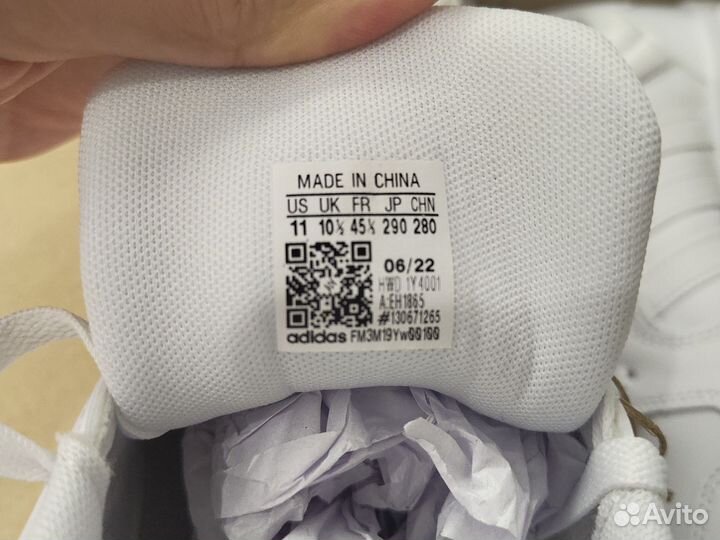 MADE IN CHINA
US UK FR JP CHN
11 10½ 45⅓ 290 280
06/22
HWD 1Y4001
A:EH1865
#130671265
adidas FM3M19Yw00100
Avito